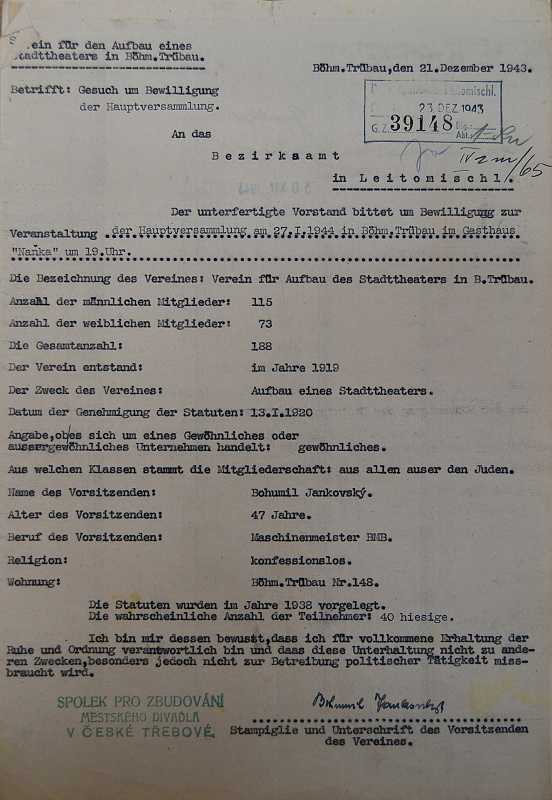 ein für den Aufbau eines
Stadttheaters in Böhm.Trübau.
Böhm.Trübau,den 21.Dezember 1943.
Betrifft: Gesuch um Bewilligung
der Hauptversammlung.
23 DEZ 1943
G.Z. 39148
Abt.
An das
Bezirksamt
in Leitomischl.
IV 65
Der unterfertigte Vorstand bittet um Bewilligung zur
Veranstaltung der Hauptversammlung am 27.I.1944 in Böhm.Trübau im Gasthaus
"Naňka" um 19.Uhr.
Die Bezeichnung des Vereines: Verein für Aufbau des Stadttheaters in B.Trübau.
Anzahl der männlichen Mitglieder: 115
Anzahl der weiblichen Mitglieder: 73
Die Gesamtanzahl: 188
Der Verein entstand: im Jahre 1919
Der Zweck des Vereines: Aufbau eines Stadttheaters.
Datum der Genehmigung der Statuten: 13.I.1920
Angabe,ob es sich um eines Gewöhnliches oder
aussergewöhnliches Unternehmen handelt: gewöhnliches.
Aus welchen Klassen stammt die Mitgliederschaft: aus allen auser den Juden.
Name des Vorsitzenden: Bohumil Jankovský.
Alter des Vorsitzenden: 47 Jahre.
Beruf des Vorsitzenden: Maschinenmeister BMB.
Religion: konfessionslos.
Wohnung: Böhm.Trübau Nr.148.
Die Statuten wurden im Jahre 1938 vorgelegt.
Die wahrscheinliche Anzahl der Teilnehmer: 40 hiesige.
Ich bin mir dessen bewusst,dass ich für vollkommene Erhaltung der
Ruhe und Ordnung verantwortlich bin und daas diese Unterhaltung nicht zu ande-
ren Zwecken,besonders jedoch nicht zur Betreibung politischer Tätigkeit miss-
braucht wird.
SPOLEK PRO ZBUDOVÁNÍ
MĚSTSKÉHO DIVADLA
V ČESKÉ TŘEBOVĚ.
Bohumil Jankovský
Stampiglie und Unterschrift des Vorsitzenden
des Vereines.